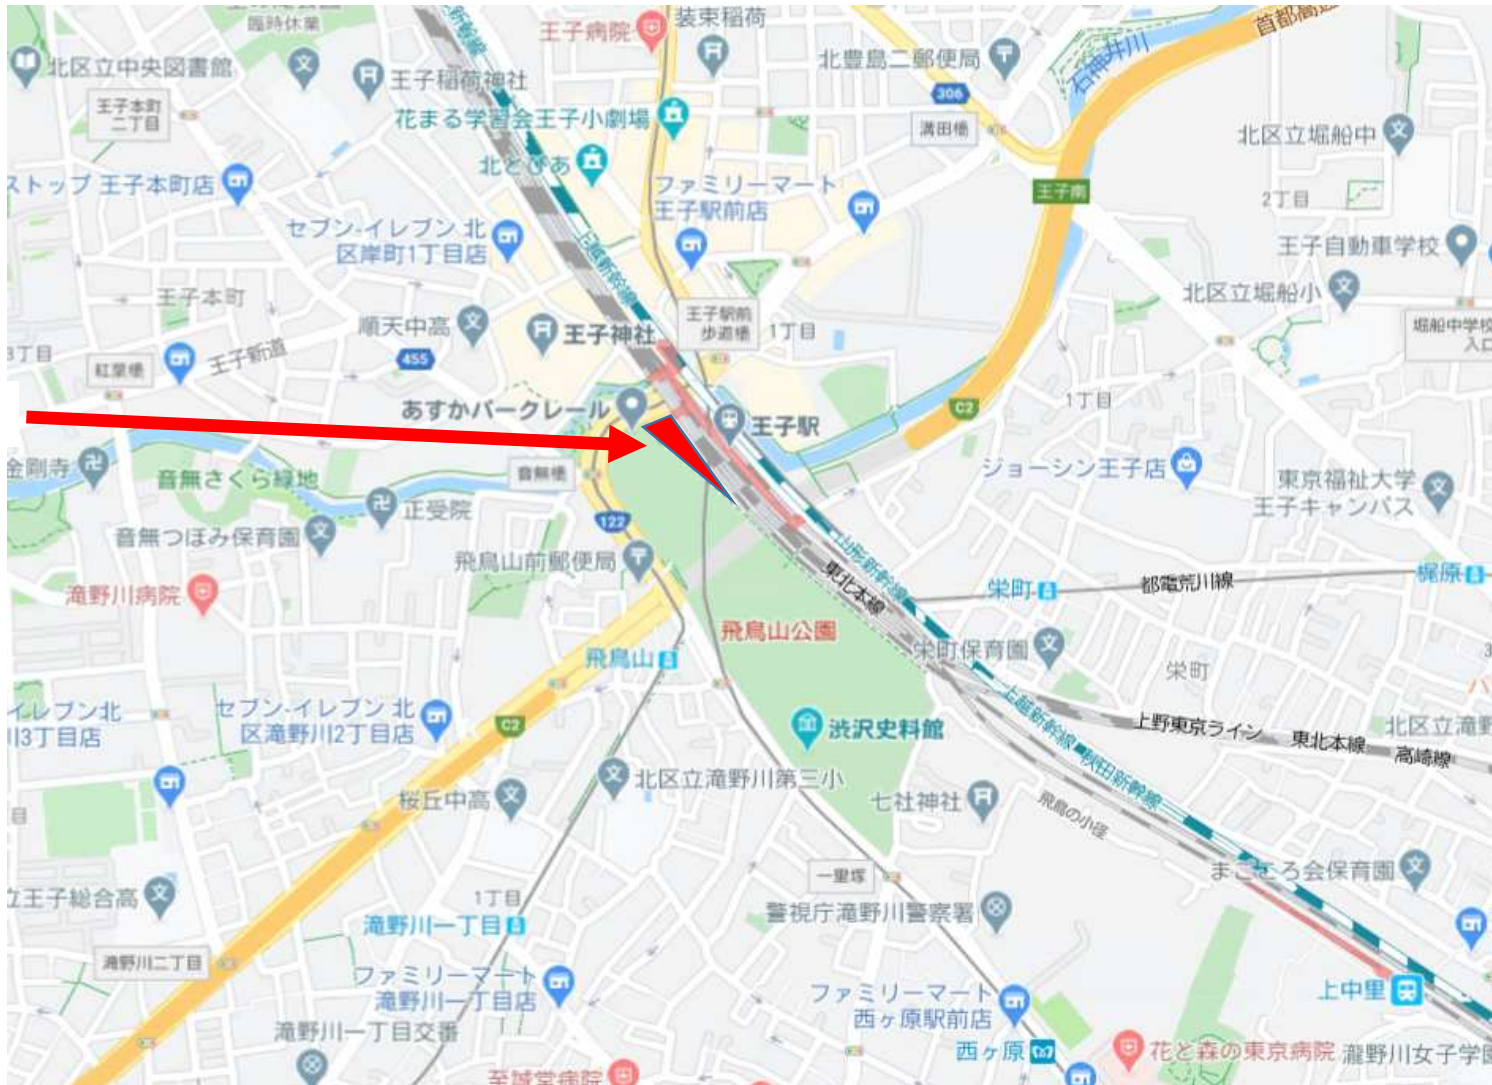 臨時休業
北区立中央図書館
王子本町
二丁目
王子稲荷神社
王子病院
装束稲荷
北豊島二郵便局
石神井川
首都高速
306
溝田橋
北区立堀船中
花まる学習会王子小劇場
北とぴあ
ストップ 王子本町店
セブン-イレブン 北
区岸町1丁目店
ファミリーマート
王子駅前店
王子南
2丁目
王子自動車学校
北区立堀船小
上越新幹線
王子本町
順天中高
王子神社
王子駅前
歩道橋
1丁目
堀船中学校
入口
3丁目
紅葉橋
王子新道
455
あすかパークレール
王子駅
C2
1丁目
金剛寺
音無さくら緑地
正受院
音無橋
122
ジョーシン王子店
東京福祉大学
王子キャンパス
音無つぼみ保育園
飛鳥山前郵便局
山形新幹線
東北本線
滝野川病院
栄町
都電荒川線
梶原
飛鳥山公園
飛鳥山
栄町保育園
栄町
イレブン 北
川3丁目店
セブン-イレブン 北
区滝野川2丁目店
C2
渋沢史料館
上越新幹線
秋田新幹線
上野東京ライン
東北本線
高崎線
北区立滝野
桜丘中高
北区立滝野川第三小
七社神社
飛鳥の小径
一里塚
まごころ会保育園
立王子総合高
1丁目
滝野川一丁目
警視庁滝野川警察署
滝野川二丁目
ファミリーマート
滝野川一丁目店
滝野川一丁目交番
ファミリーマート
西ヶ原駅前店
上中里
西ヶ原
花と森の東京病院
瀧野川女子学園
至誠堂病院